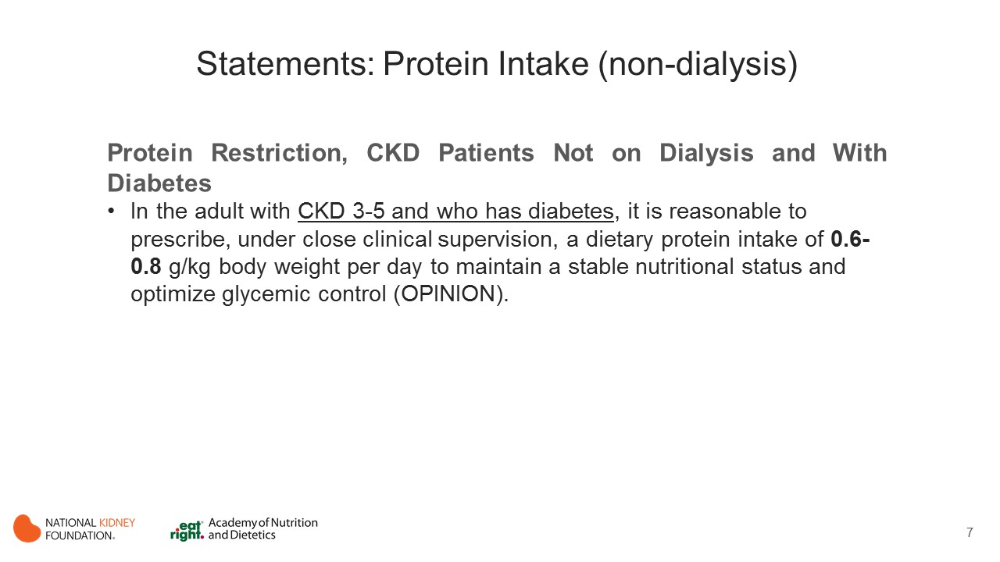 Statements: Protein Intake (non-dialysis)
Protein Restriction, CKD Patients Not on Dialysis and With
Diabetes
• In the adult with CKD 3-5 and who has diabetes, it is reasonable to
prescribe, under close clinical supervision, a dietary protein intake of 0.6-
0.8 g/kg body weight per day to maintain a stable nutritional status and
optimize glycemic control (OPINION).
NATIONAL KIDNEY
FOUNDATION®
eat
right.
Academy of Nutrition
and Dietetics
7